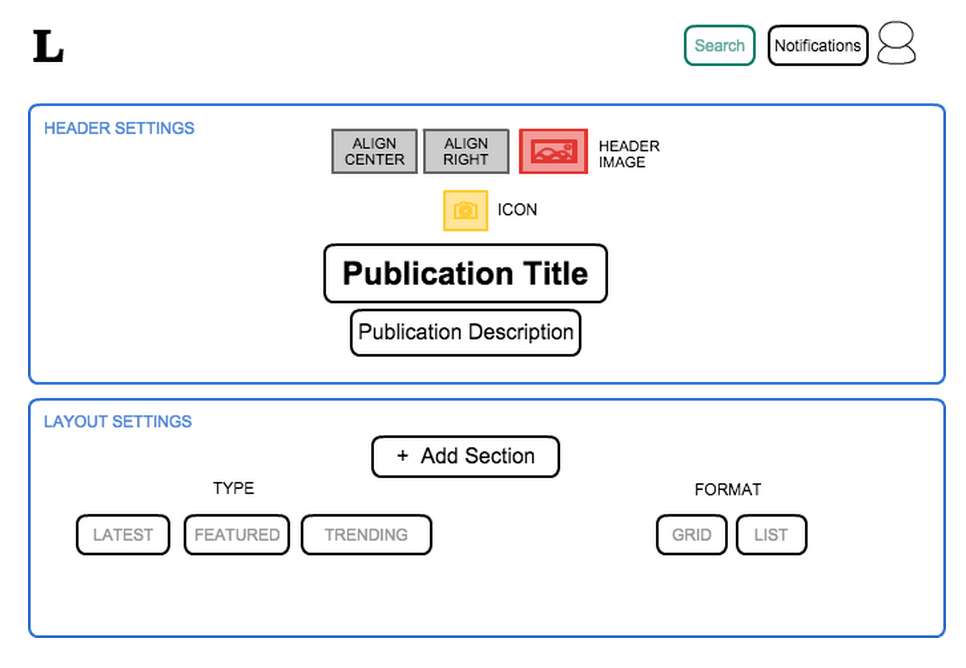 L
Search
Notifications
HEADER SETTINGS
ALIGN
CENTER
ALIGN
RIGHT
HEADER
IMAGE
ICON
Publication Title
Publication Description
LAYOUT SETTINGS
+ Add Section
TYPE
FORMAT
LATEST
FEATURED
TRENDING
GRID
LIST